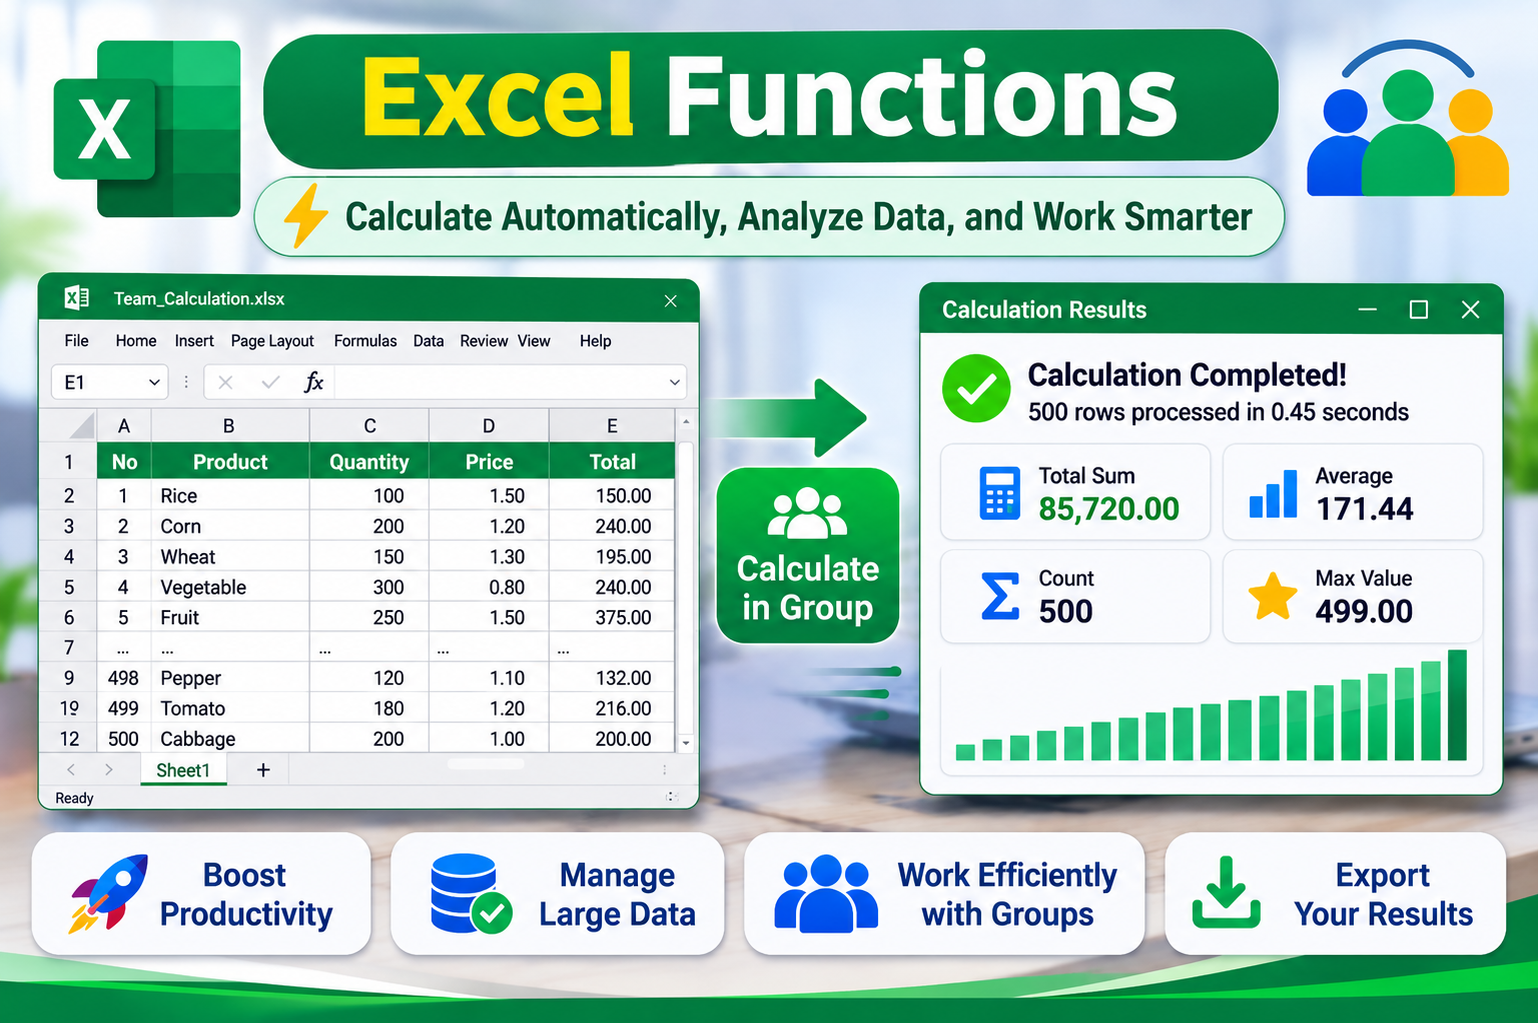 X
Excel Functions
Calculate Automatically, Analyze Data, and Work Smarter
X Team_Calculation.xlsx
File Home Insert Page Layout Formulas Data Review View Help
E1 fx
A B C D E
1 No Product Quantity Price Total
2 1 Rice 100 1.50 150.00
3 2 Corn 200 1.20 240.00
4 3 Wheat 150 1.30 195.00
5 4 Vegetable 300 0.80 240.00
6 5 Fruit 250 1.50 375.00
7 ... ... ... ... ...
9 498 Pepper 120 1.10 132.00
499 Tomato 180 1.20 216.00
12 500 Cabbage 200 1.00 200.00
Sheet1 +
Ready
Calculate
in Group
Calculation Results
Calculation Completed!
500 rows processed in 0.45 seconds
Total Sum
85,720.00
Average
171.44
Σ Count
500
Max Value
499.00
Boost
Productivity
Manage
Large Data
Work Efficiently
with Groups
Export
Your Results